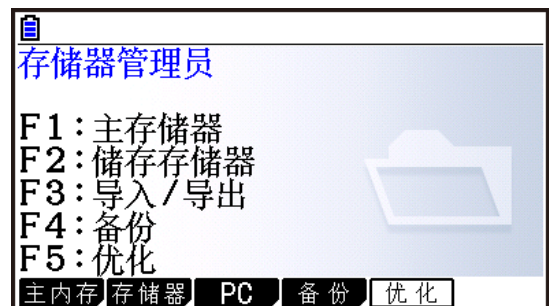 存储器管理员
F1:主存储器
F2:储存存储器
F3:导入/导出
F4:备份
F5:优化
主内存 存储器 PC 备份 优化